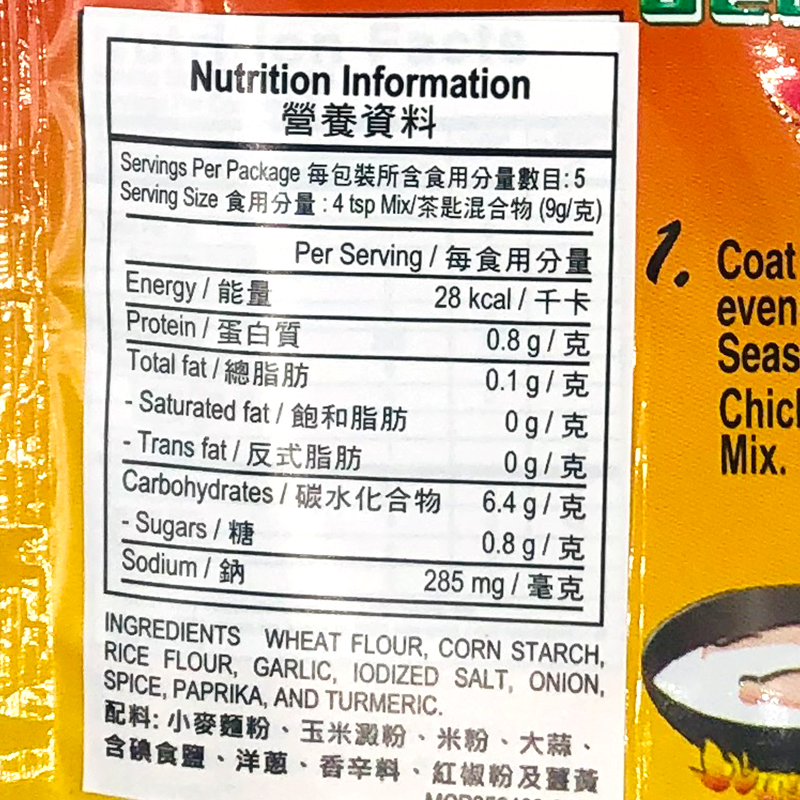 Nutrition Information
營養資料
Servings Per Package 每包裝所含食用分量數目: 5
Serving Size 食用分量 : 4 tsp Mix/茶匙混合物 (9g/克)
Per Serving / 每食用分量
Energy / 能量 28 kcal / 千卡
Protein / 蛋白質 0.8 g / 克
Total fat / 總脂肪 0.1 g / 克
- Saturated fat / 飽和脂肪 0 g / 克
- Trans fat / 反式脂肪 0 g / 克
Carbohydrates / 碳水化合物 6.4 g / 克
- Sugars / 糖 0.8 g / 克
Sodium / 鈉 285 mg / 毫克
INGREDIENTS WHEAT FLOUR, CORN STARCH,
RICE FLOUR, GARLIC, IODIZED SALT, ONION,
SPICE, PAPRIKA, AND TURMERIC.
配料: 小麥麵粉、玉米澱粉、米粉、大蒜、
含碘食鹽、洋蔥、香辛料、紅椒粉及薑黃
1. Coat
even
Seas
Chic
Mix.